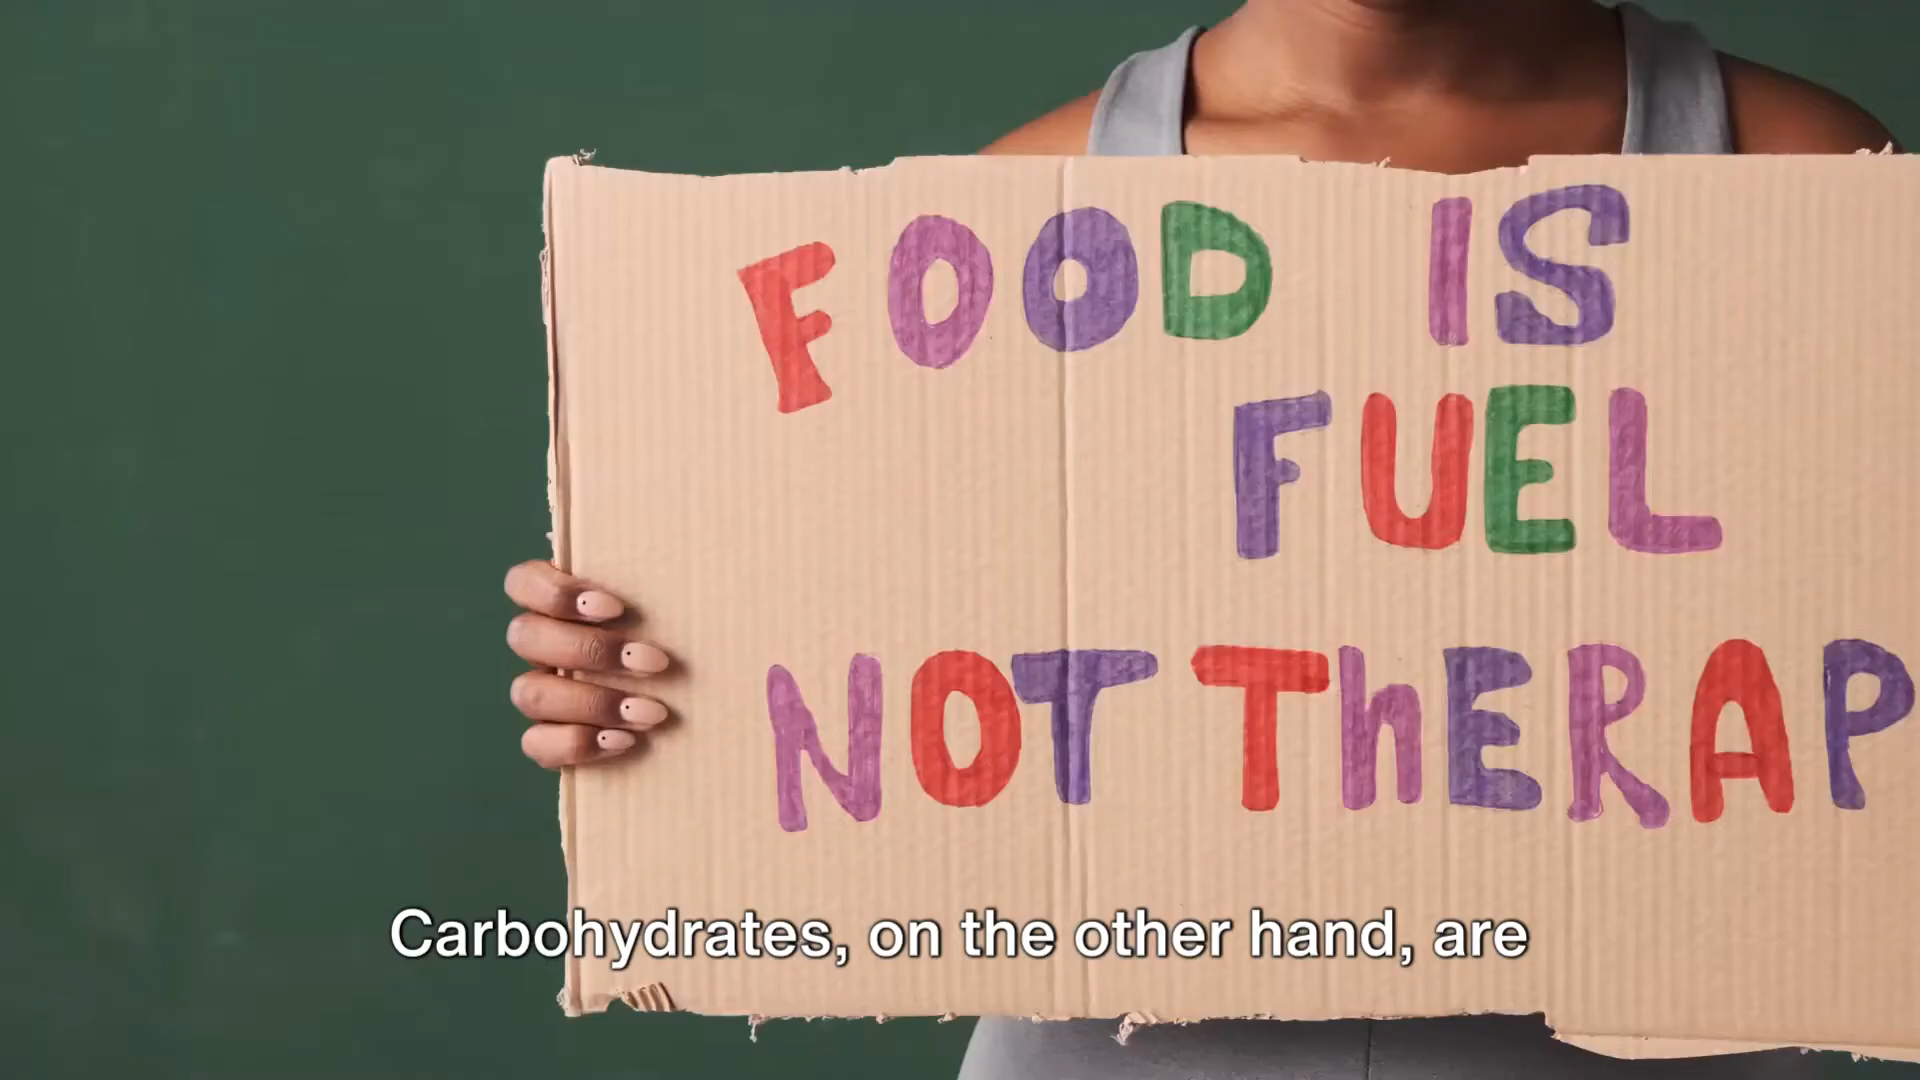 FOOD IS
FUEL
NOT ThERAP
Carbohydrates, on the other hand, are